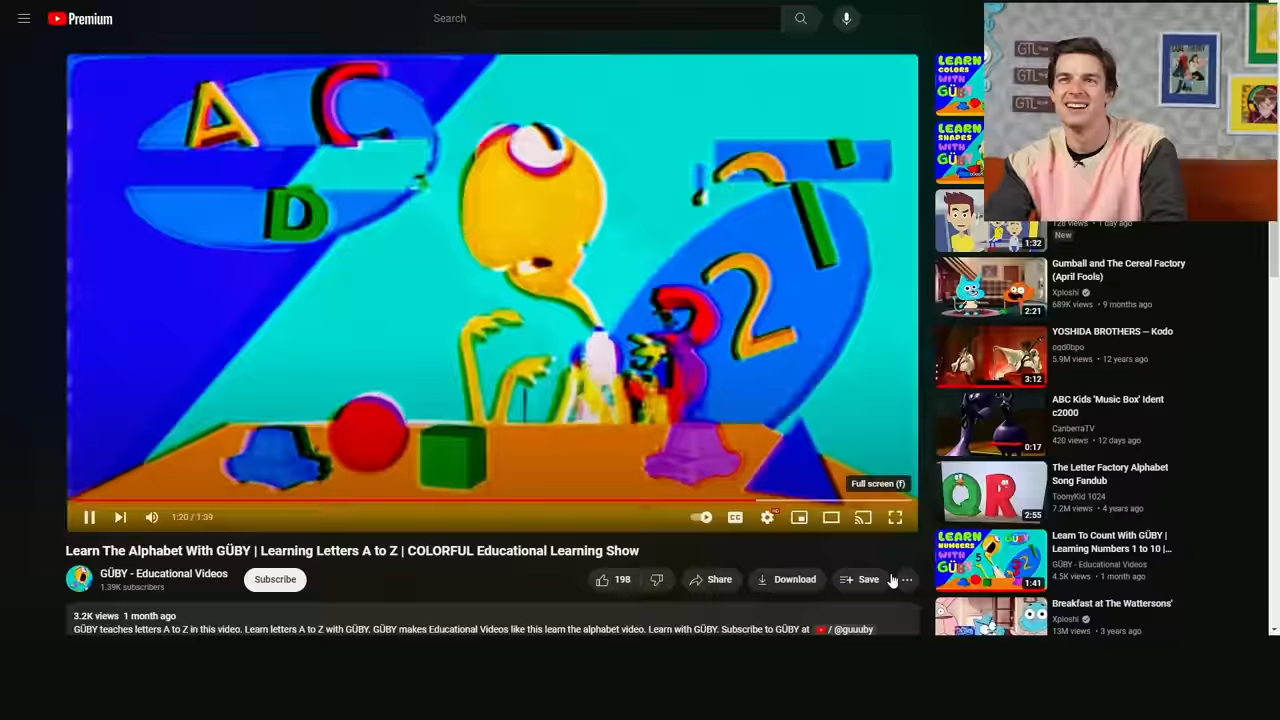 Premium
Search
A C
D
2
Full screen (f)
1:20 / 1:39
CC
HD
Learn The Alphabet With GÜBY | Learning Letters A to Z | COLORFUL Educational Learning Show
GÜBY - Educational Videos
1.39K subscribers
Subscribe
198
Share
Download
Save
3.2K views 1 month ago
GÜBY teaches letters A to Z in this video. Learn letters A to Z with GÜBY. GÜBY makes Educational Videos like this learn the alphabet video. Learn with GÜBY. Subscribe to GÜBY at / @guuuby
GTL
GTL
GTL
LEARN
COLORS
WITH
GÜBY
LEARN
SHAPES
WITH
GÜBY
128 views • 1 day ago
New
1:32
Gumball and The Cereal Factory
(April Fools)
Xploshi
689K views • 9 months ago
2:21
YOSHIDA BROTHERS – Kodo
oqd0bpo
5.9M views • 12 years ago
3:12
ABC Kids 'Music Box' Ident
c2000
CanberraTV
420 views • 12 days ago
0:17
The Letter Factory Alphabet
Song Fandub
ToonyKid 1024
7.2M views • 4 years ago
QR
2:55
Learn To Count With GÜBY |
Learning Numbers 1 to 10 |...
GÜBY - Educational Videos
4.5K views • 1 month ago
LEARN
NUMBERS
WITH
GÜBY
1:41
Breakfast at The Wattersons'
Xploshi
13M views • 3 years ago